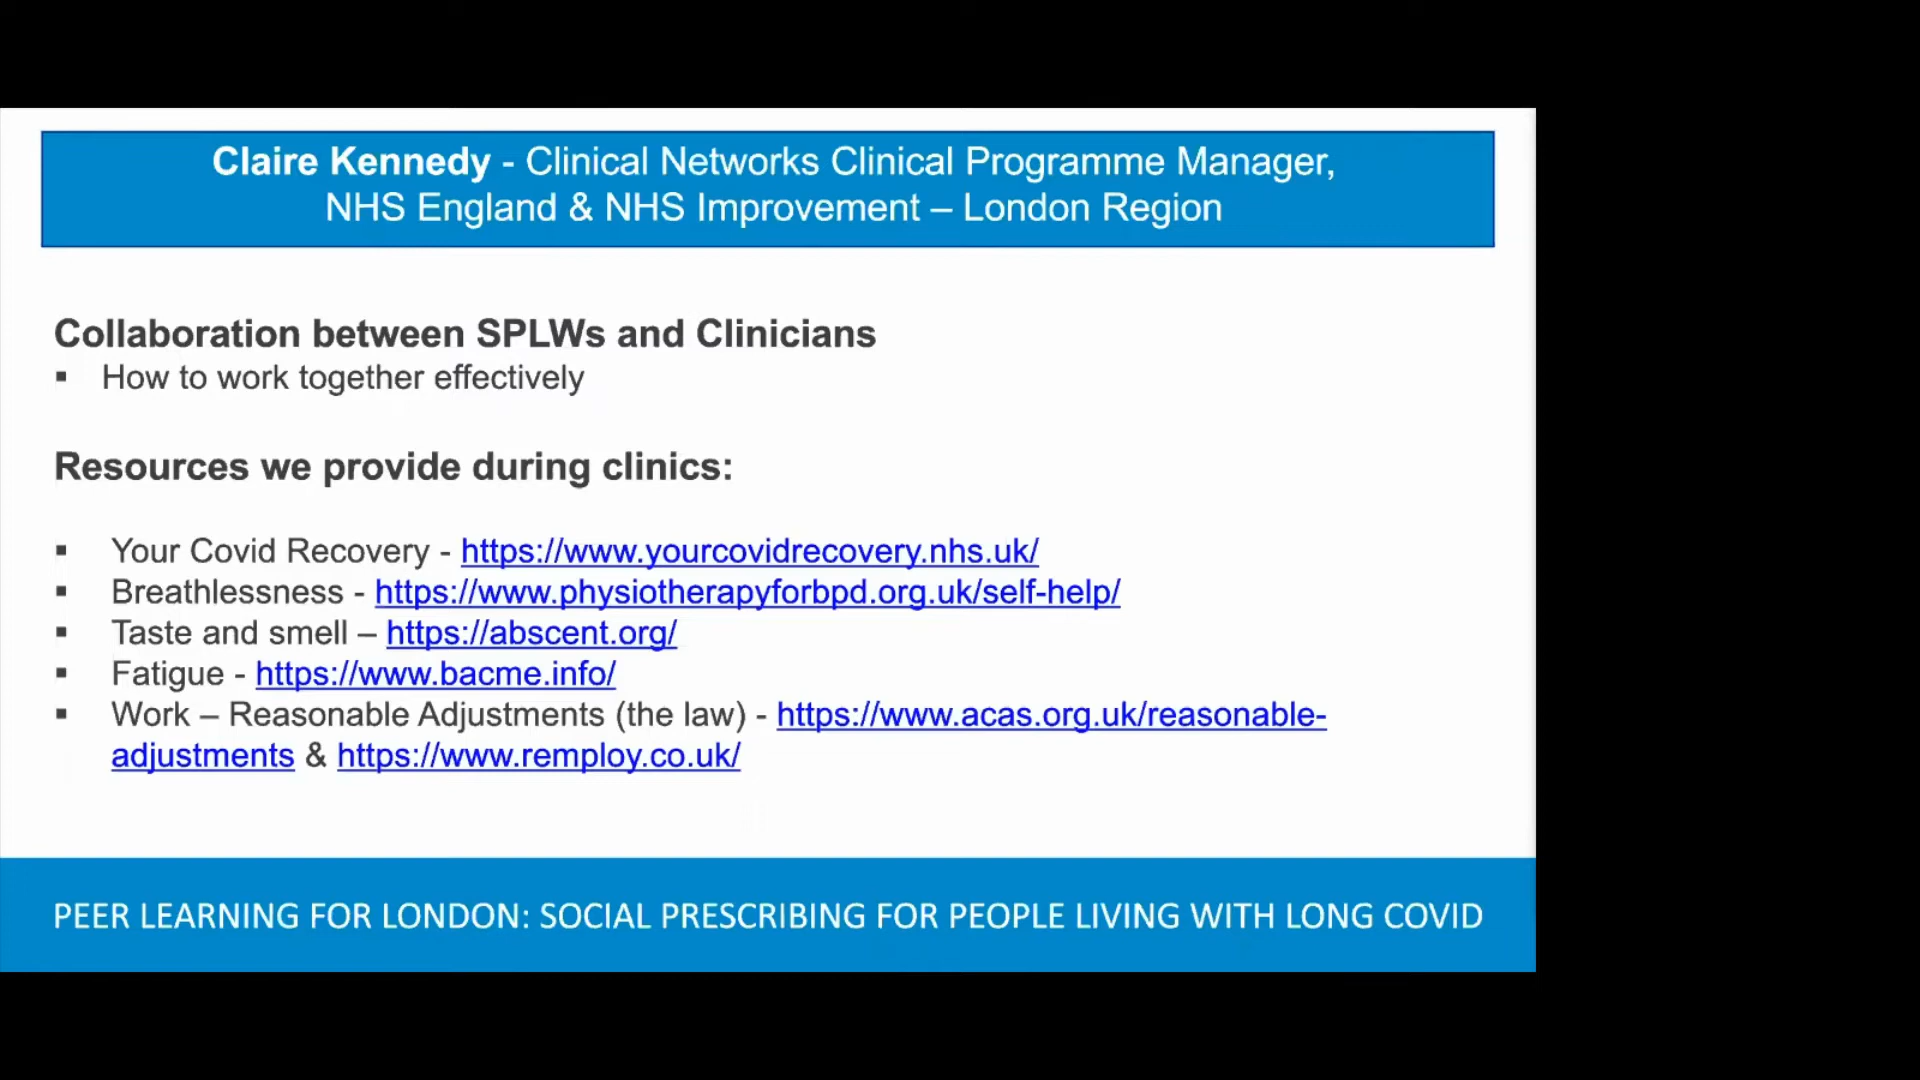 Claire Kennedy - Clinical Networks Clinical Programme Manager,
NHS England & NHS Improvement – London Region
Collaboration between SPLWs and Clinicians
▪ How to work together effectively
Resources we provide during clinics:
▪ Your Covid Recovery - https://www.yourcovidrecovery.nhs.uk/
▪ Breathlessness - https://www.physiotherapyforbpd.org.uk/self-help/
▪ Taste and smell – https://abscent.org/
▪ Fatigue - https://www.bacme.info/
▪ Work – Reasonable Adjustments (the law) - https://www.acas.org.uk/reasonable-
adjustments & https://www.remploy.co.uk/
PEER LEARNING FOR LONDON: SOCIAL PRESCRIBING FOR PEOPLE LIVING WITH LONG COVID